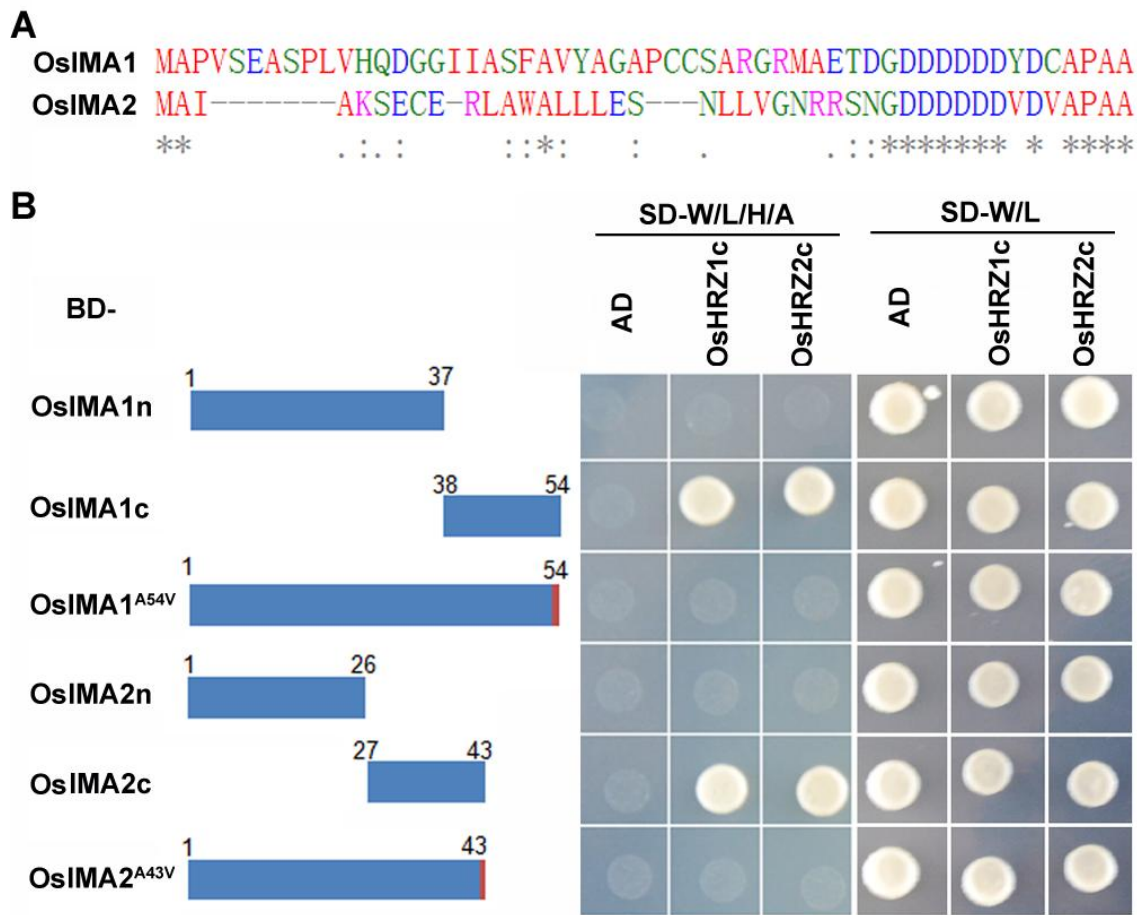 A
OsIMA1 MAPVSEASPLVHQDGGIIASFAVYAGAPCCSARGRMAETDGDDDDDDYDCAPAA
OsIMA2 MAI-------AKSECE-RLAWALLLES---NLLVGNRRSNGDDDDDDVDVAPAA
** .:.: ::*: : . .::******* * ****
B
SD-W/L/H/A SD-W/L
BD-
AD OsHRZ1c OsHRZ2c AD OsHRZ1c OsHRZ2c
1 37
OsIMA1n
38 54
OsIMA1c
1 54
OsIMA1A54V
1 26
OsIMA2n
27 43
OsIMA2c
1 43
OsIMA2A43V